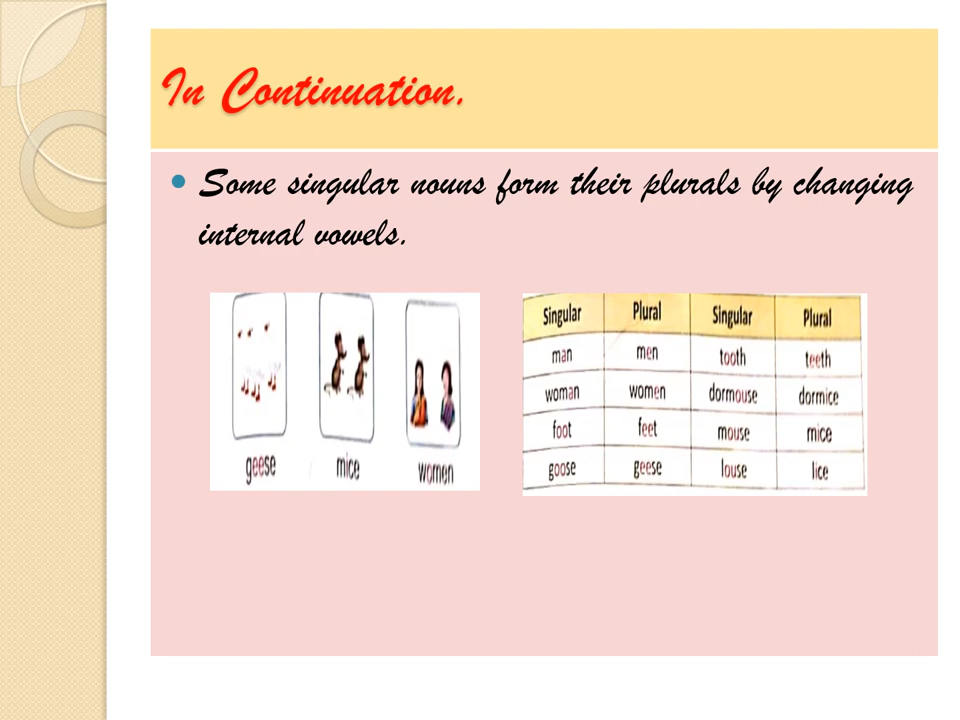 In Continuation.
Some singular nouns form their plurals by changing
internal vowels.
geese mice women
Singular Plural Singular Plural
man men tooth teeth
woman women dormouse dormice
foot feet mouse mice
goose geese louse lice